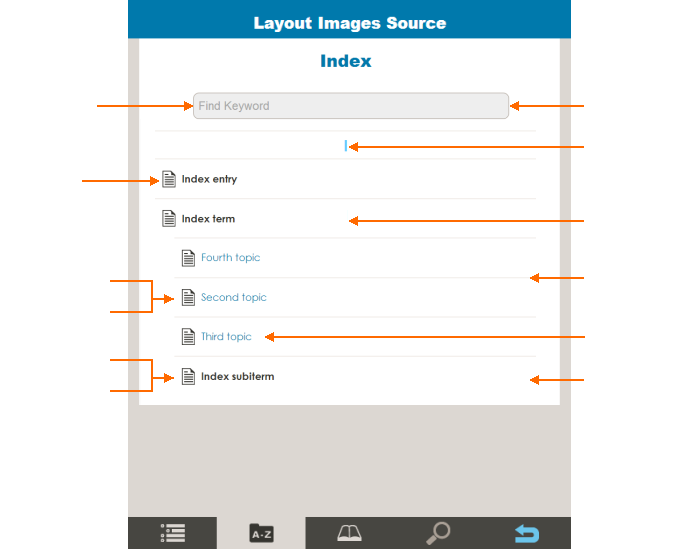 Layout Images Source
Index
Find Keyword
I
Index entry
Index term
Fourth topic
Second topic
Third topic
Index subiterm
A-Z